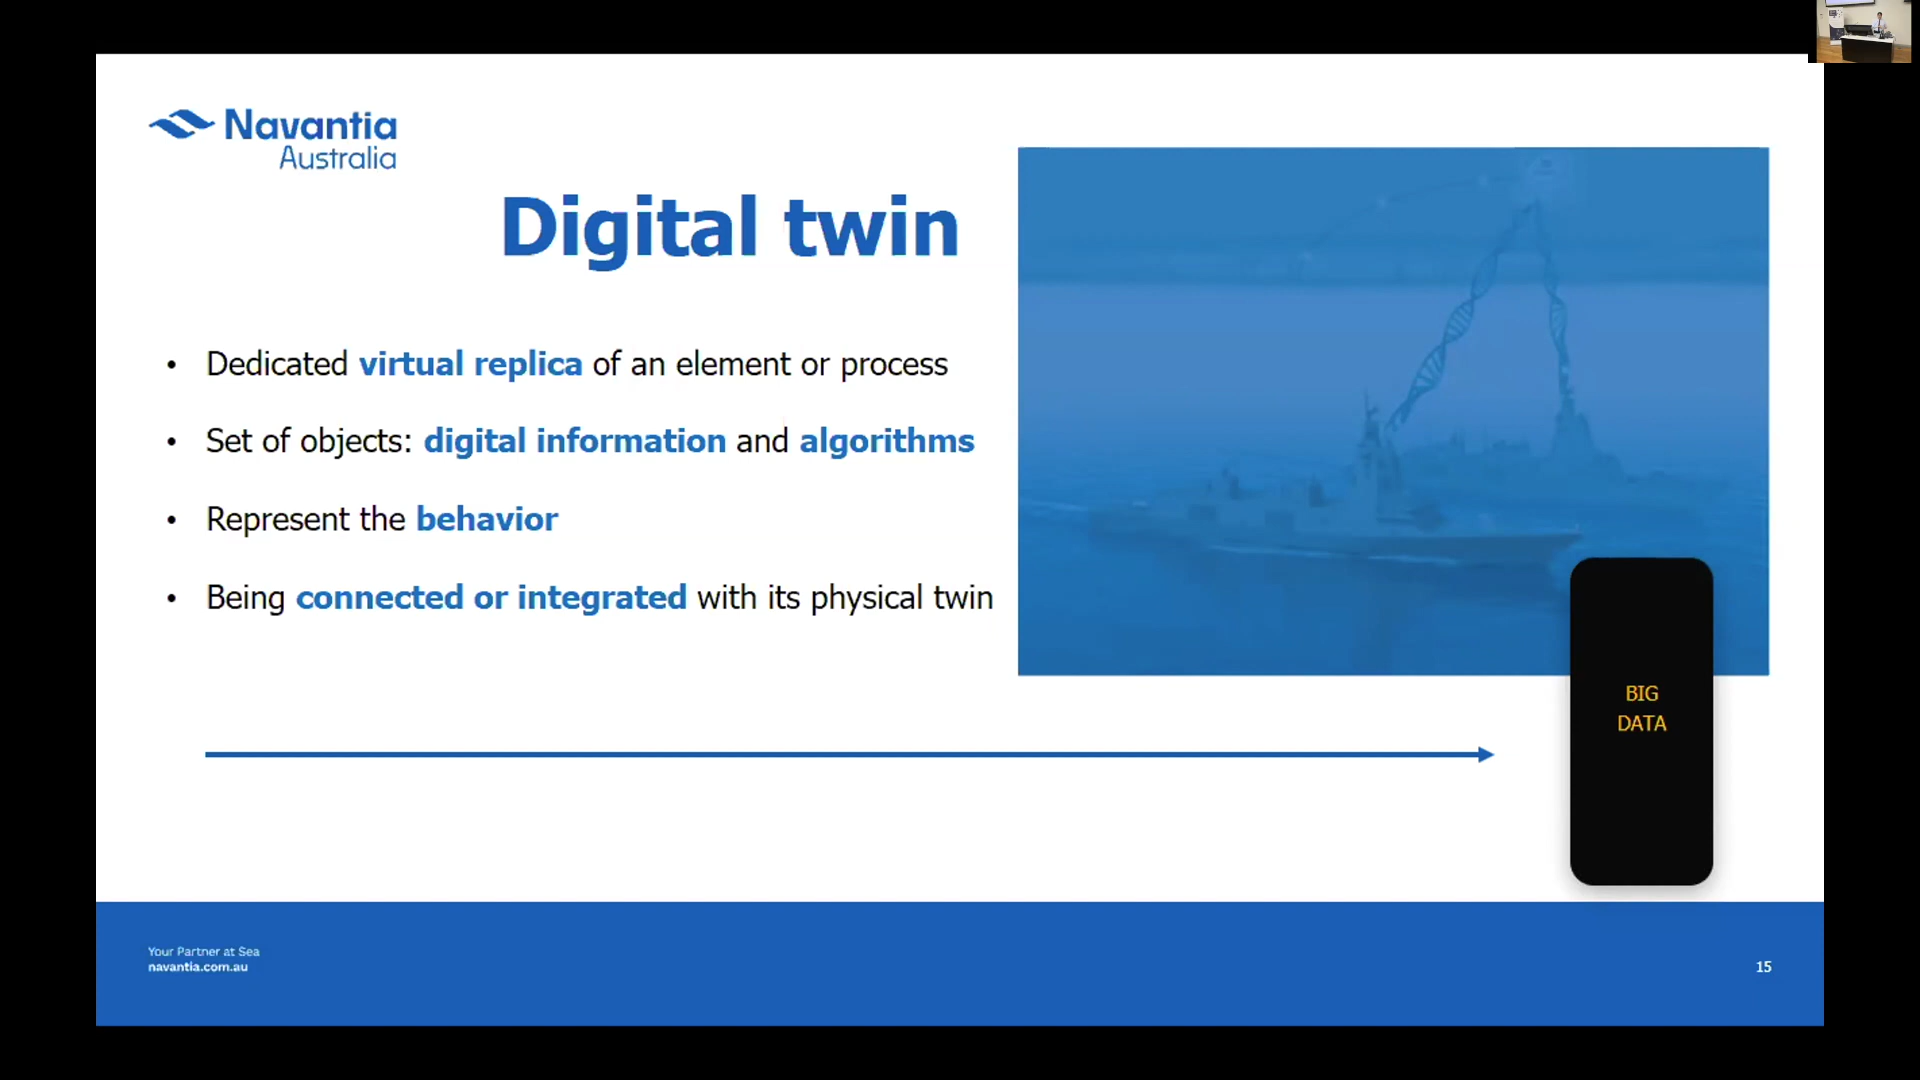 Navantia
Australia
Digital twin
• Dedicated virtual replica of an element or process
• Set of objects: digital information and algorithms
• Represent the behavior
• Being connected or integrated with its physical twin
BIG
DATA
Your Partner at Sea
navantia.com.au
15